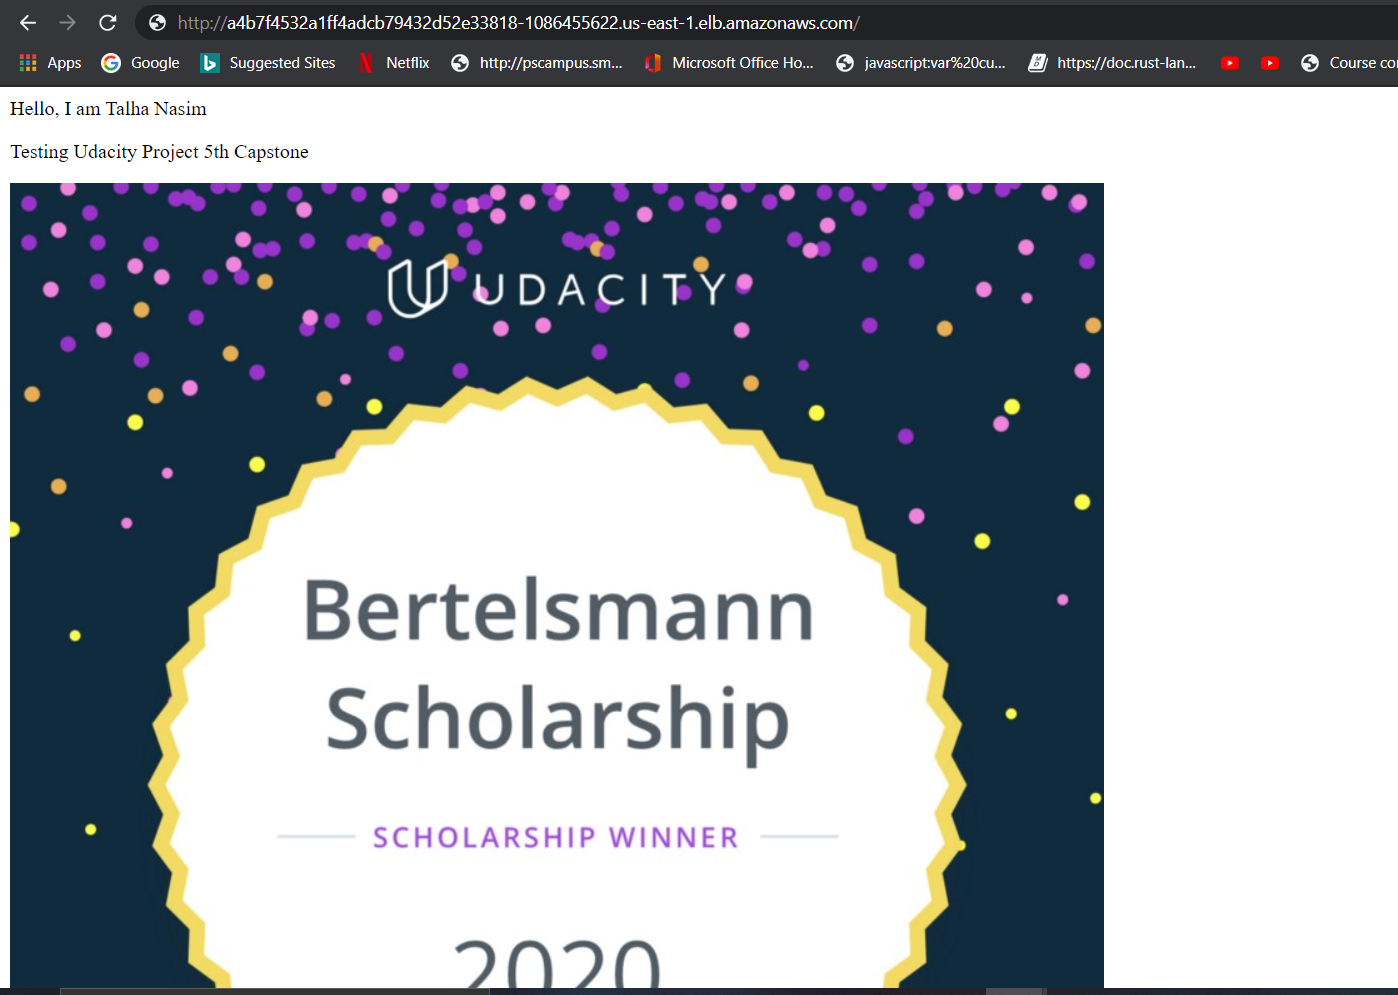 http://a4b7f4532a1ff4adcb79432d52e33818-1086455622.us-east-1.elb.amazonaws.com/
Apps Google Suggested Sites Netflix http://pscampus.sm... Microsoft Office Ho... javascript:var%20cu... https://doc.rust-lan... Course co
Hello, I am Talha Nasim
Testing Udacity Project 5th Capstone
UDACITY
Bertelsmann
Scholarship
SCHOLARSHIP WINNER
2020